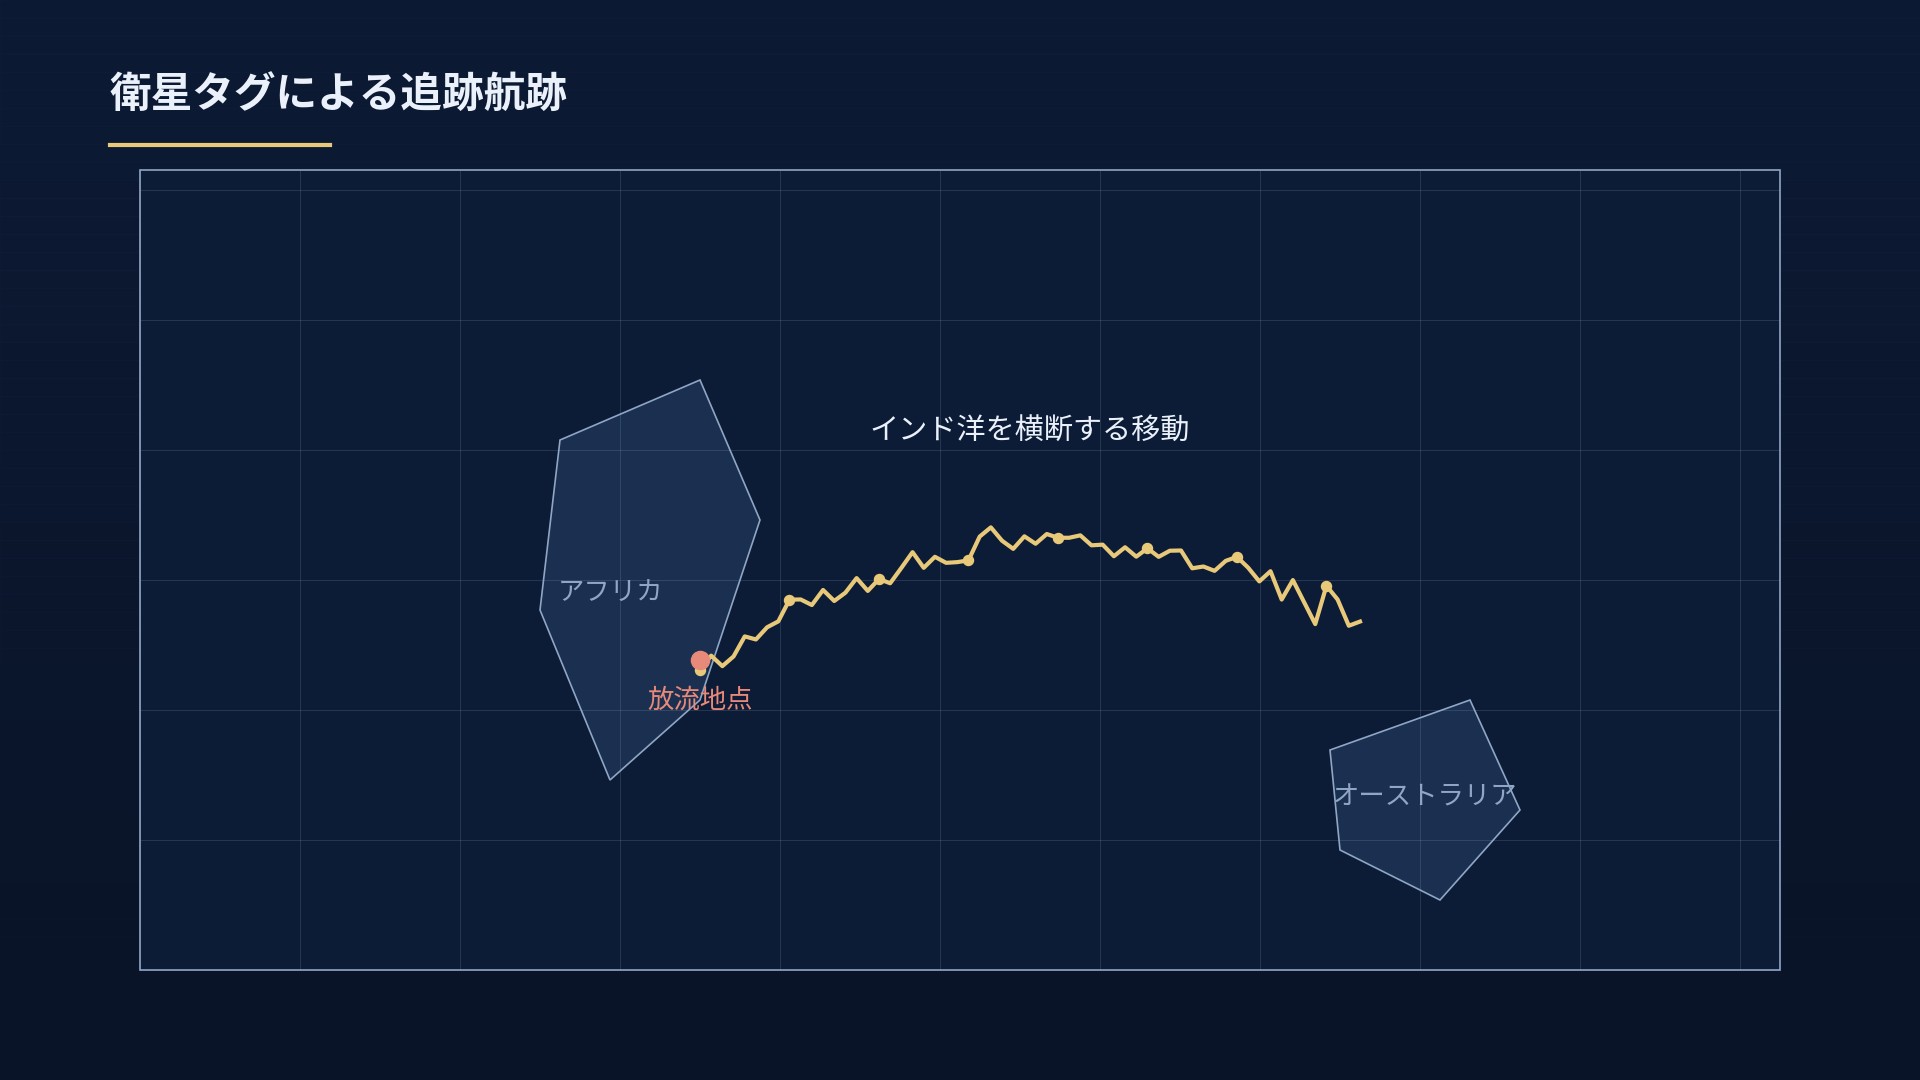 衛星タグによる追跡航跡
インド洋を横断する移動
アフリカ
放流地点
オーストラリア